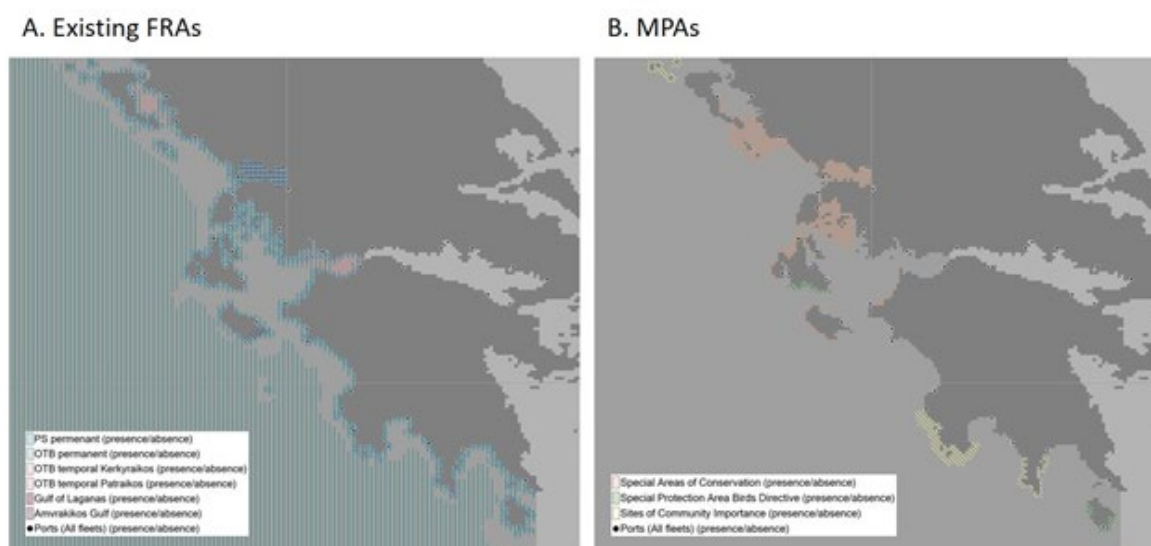 A. Existing FRAs
B. MPAs
PS permenant (presence/absence)
OTB permanent (presence/absence)
OTB temporal Kerkyraikos (presence/absence)
OTB temporal Patraikos (presence/absence)
Gulf of Laganas (presence/absence)
Amvrakikos Gulf (presence/absence)
Ports (All fleets) (presence/absence)
Special Areas of Conservation (presence/absence)
Special Protection Area Birds Directive (presence/absence)
Sites of Community Importance (presence/absence)
Ports (All fleets) (presence/absence)